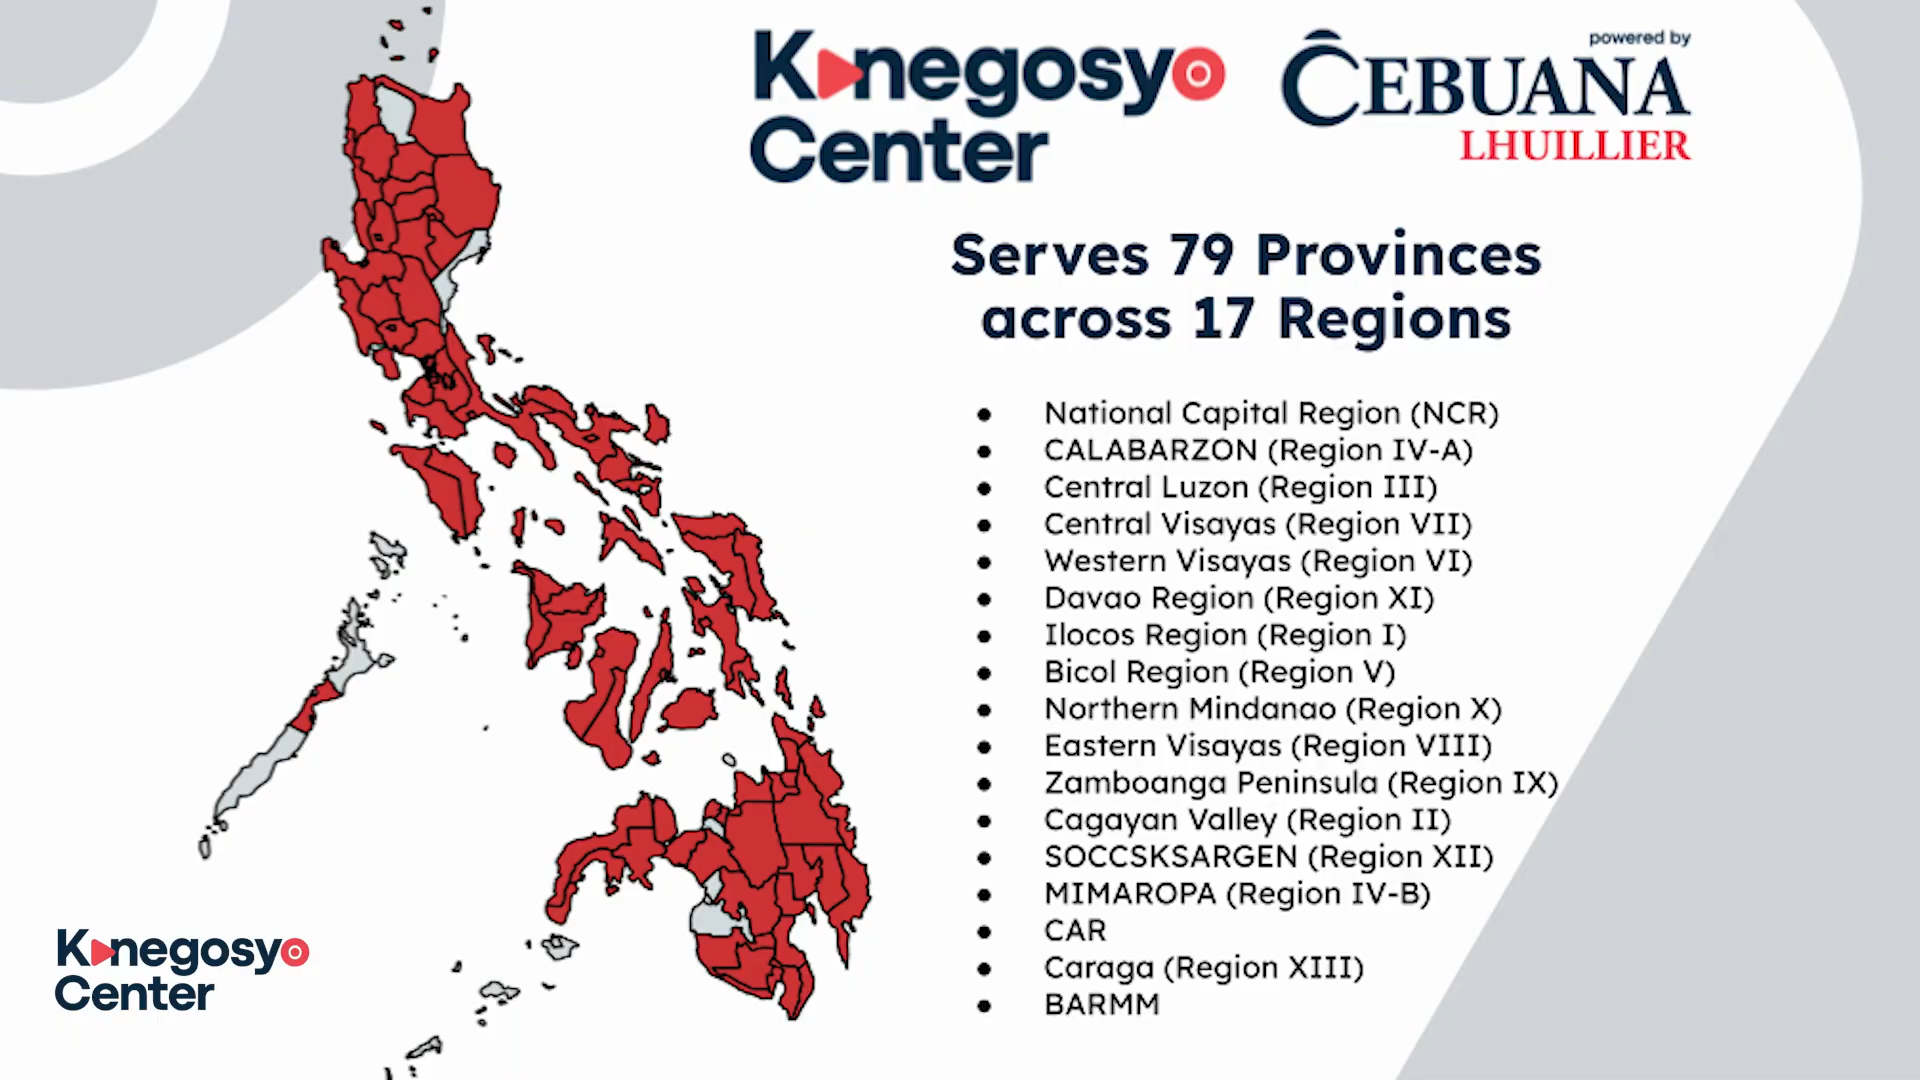 Kanegosyo
Center
powered by
CEBUANA
LHUILLIER
Serves 79 Provinces
across 17 Regions
• National Capital Region (NCR)
• CALABARZON (Region IV-A)
• Central Luzon (Region III)
• Central Visayas (Region VII)
• Western Visayas (Region VI)
• Davao Region (Region XI)
• Ilocos Region (Region I)
• Bicol Region (Region V)
• Northern Mindanao (Region X)
• Eastern Visayas (Region VIII)
• Zamboanga Peninsula (Region IX)
• Cagayan Valley (Region II)
• SOCCSKSARGEN (Region XII)
• MIMAROPA (Region IV-B)
• CAR
• Caraga (Region XIII)
• BARMM
Kanegosyo
Center